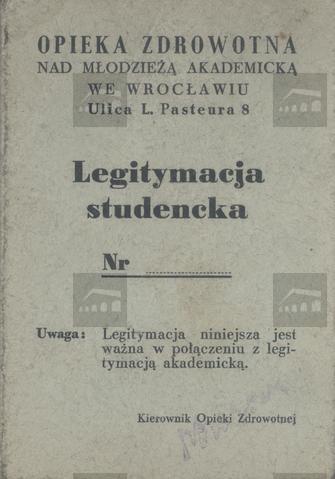 OPIEKA ZDROWOTNA
NAD MŁODZIEŻĄ AKADEMICKĄ
WE WROCŁAWIU
Ulica L. Pasteura 8
Legitymacja
studencka
Nr
Uwaga: Legitymacja niniejsza jest
ważna w połączeniu z legi-
tymacją akademicką.
Kierownik Opieki Zdrowotnej